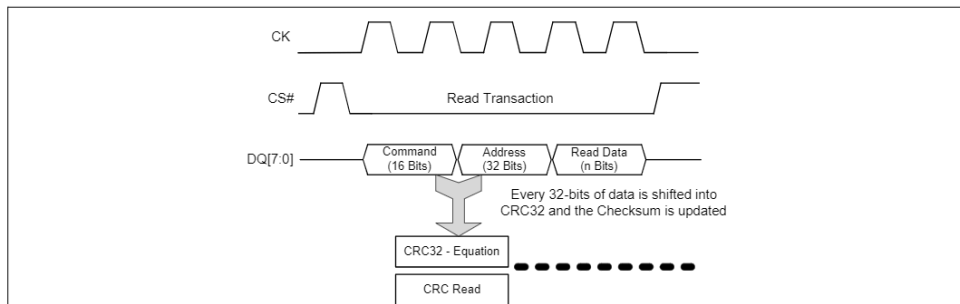 CK
CS#
Read Transaction
DQ[7:0]
Command
(16 Bits)
Address
(32 Bits)
Read Data
(n Bits)
Every 32-bits of data is shifted into
CRC32 and the Checksum is updated
CRC32 - Equation
CRC Read